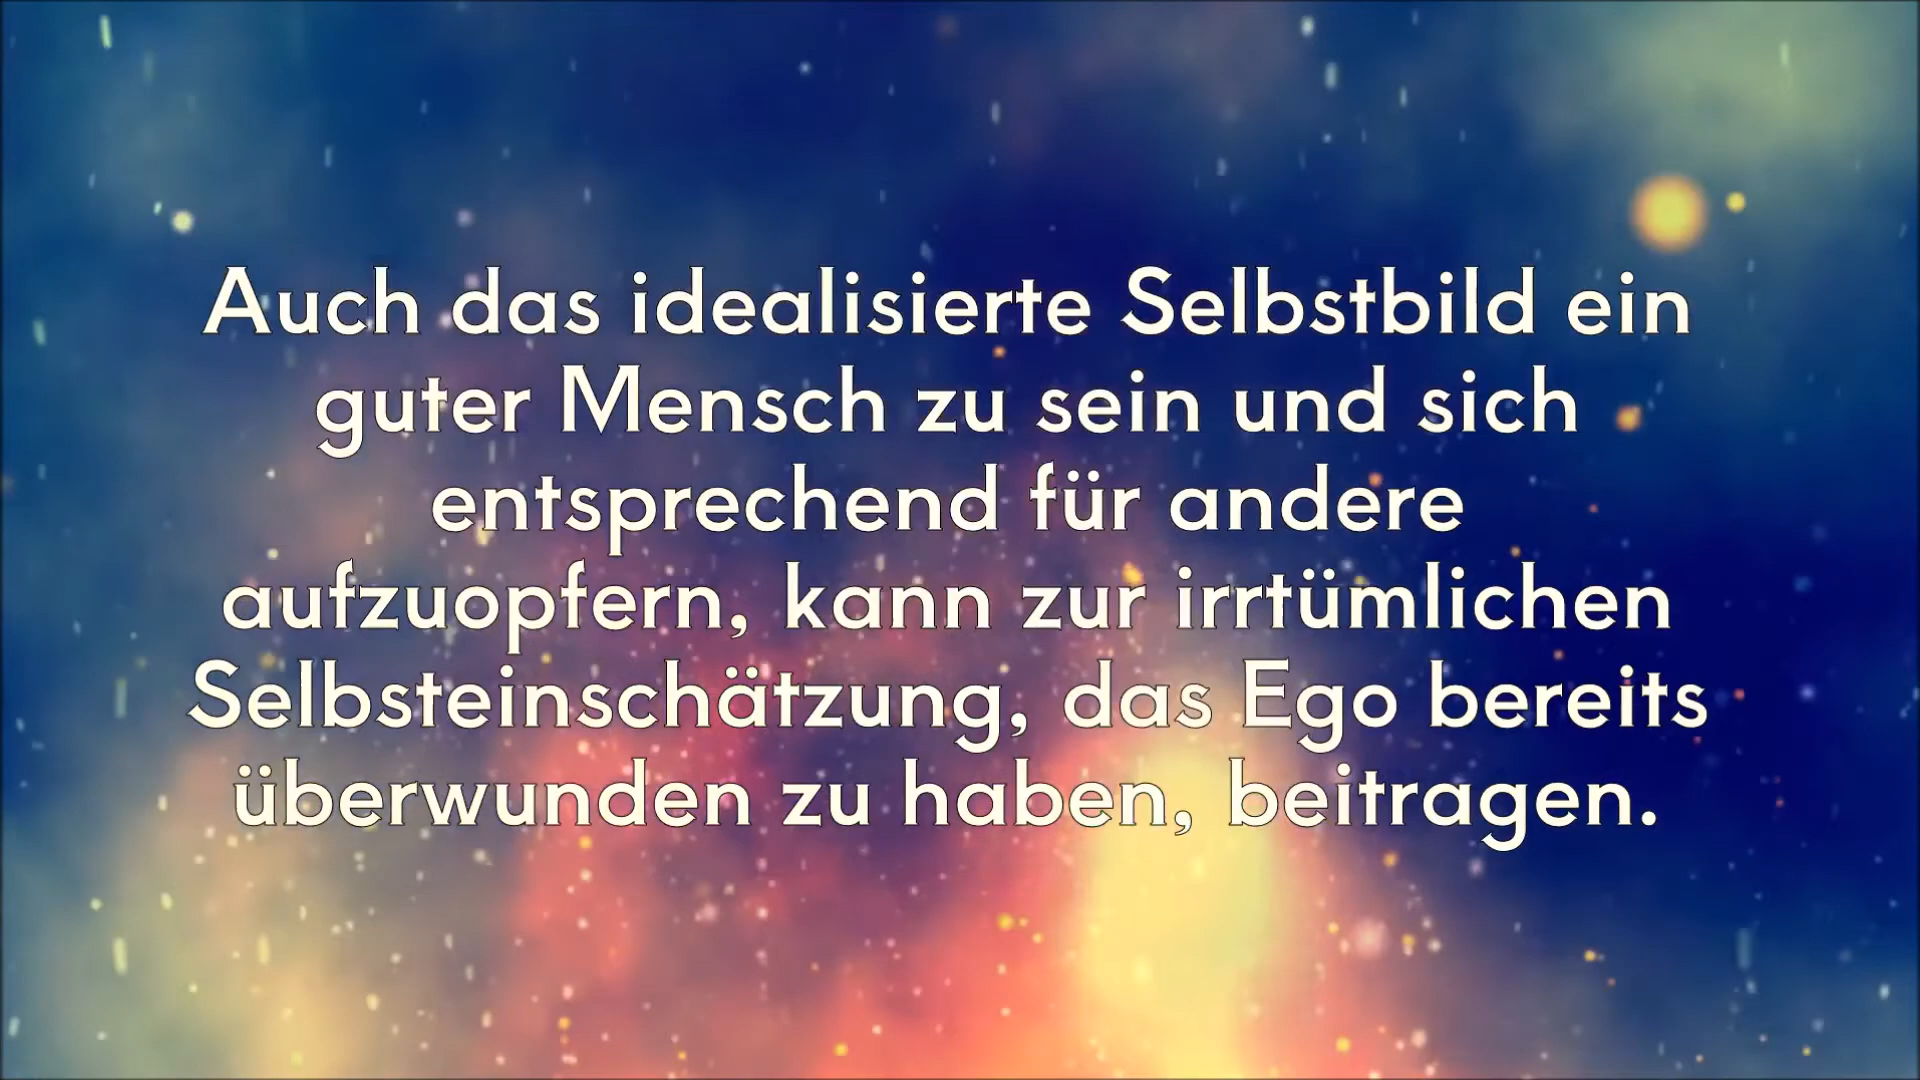 Auch das idealisierte Selbstbild ein
guter Mensch zu sein und sich
entsprechend für andere
aufzuopfern, kann zur irrtümlichen
Selbsteinschätzung, das Ego bereits
überwunden zu haben, beitragen.